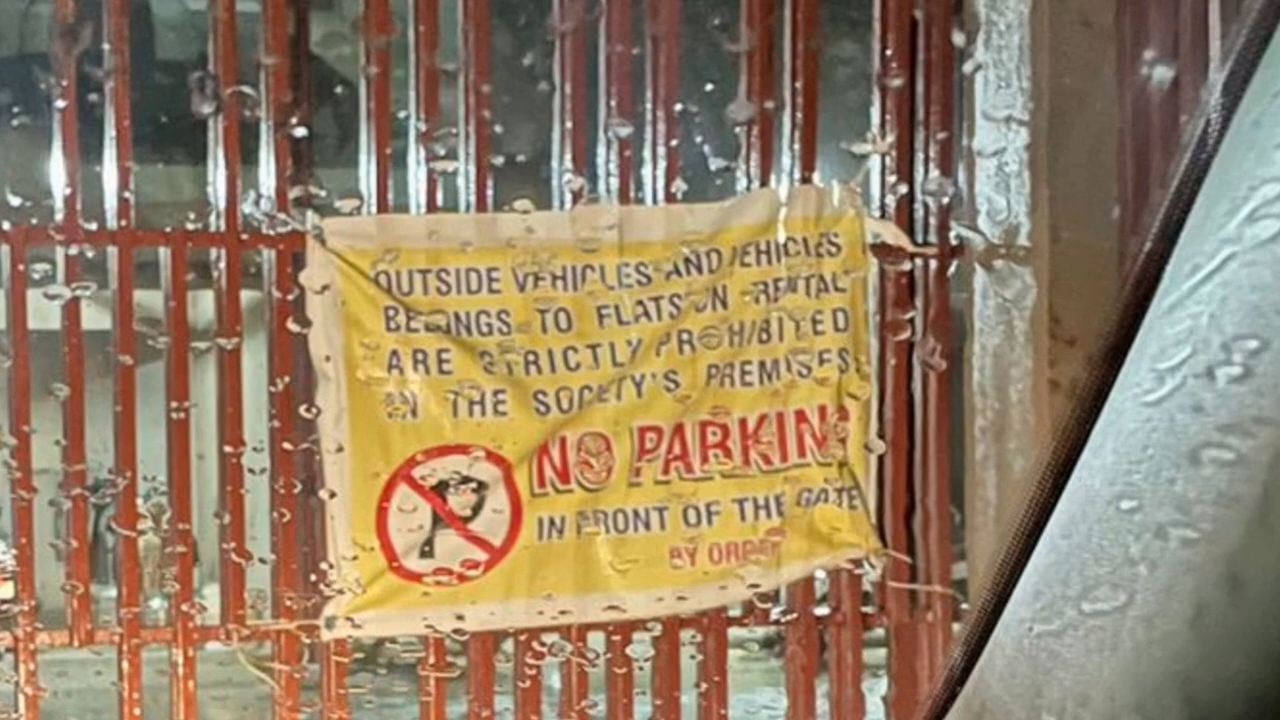 OUTSIDE VEHICLES AND VEHICLES
BELINGS TO FLATS ON RENTAL
ARE STRICTLY PROHIBITED
IN THE SOCIETY'S PREMISES.
NO PARKING
P
IN FRONT OF THE GATE
BY ORDER